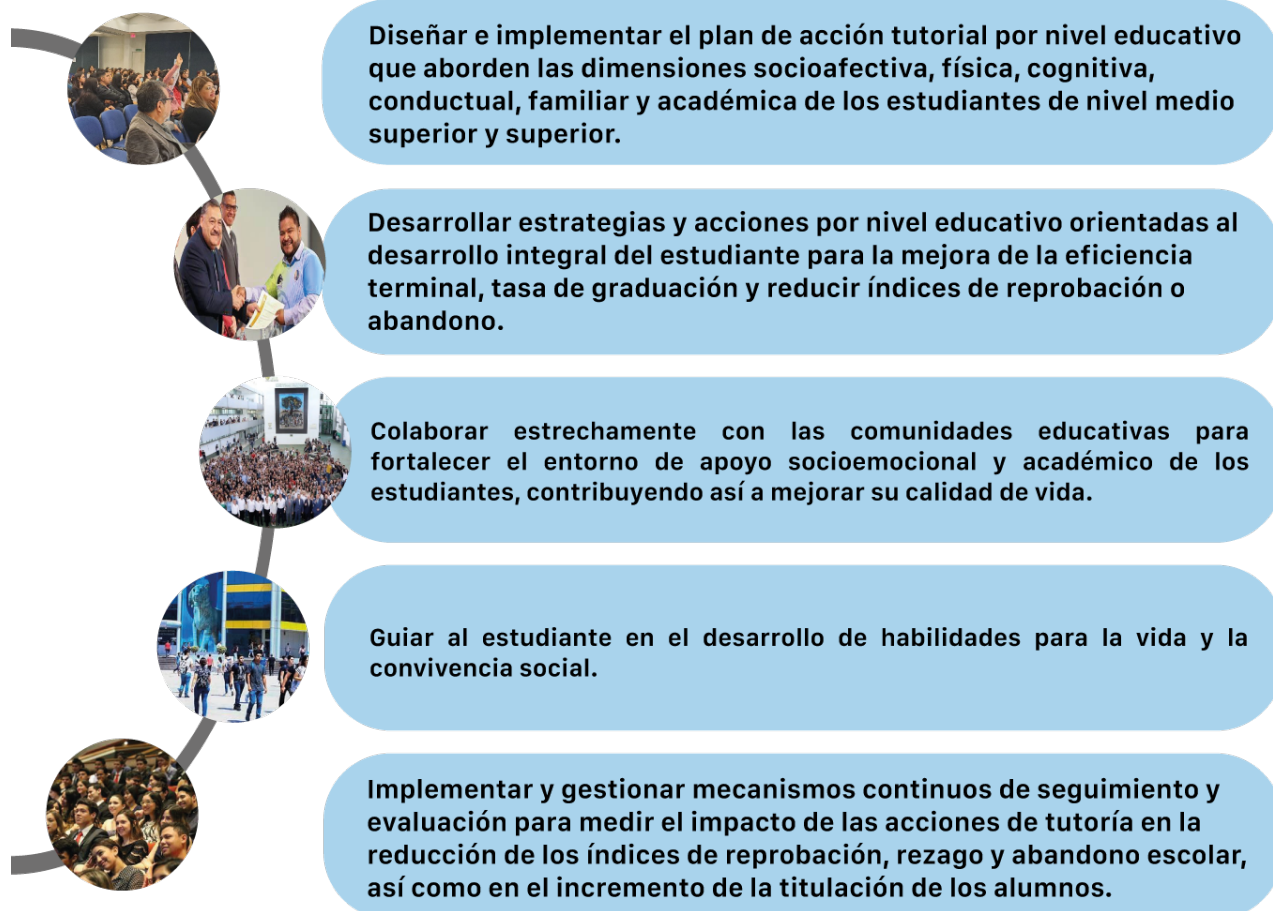 Diseñar e implementar el plan de acción tutorial por nivel educativo
que aborden las dimensiones socioafectiva, física, cognitiva,
conductual, familiar y académica de los estudiantes de nivel medio
superior y superior.
Desarrollar estrategias y acciones por nivel educativo orientadas al
desarrollo integral del estudiante para la mejora de la eficiencia
terminal, tasa de graduación y reducir índices de reprobación o
abandono.
Colaborar estrechamente con las comunidades educativas para
fortalecer el entorno de apoyo socioemocional y académico de los
estudiantes, contribuyendo así a mejorar su calidad de vida.
Guiar al estudiante en el desarrollo de habilidades para la vida y la
convivencia social.
Implementar y gestionar mecanismos continuos de seguimiento y
evaluación para medir el impacto de las acciones de tutoría en la
reducción de los índices de reprobación, rezago y abandono escolar,
así como en el incremento de la titulación de los alumnos.